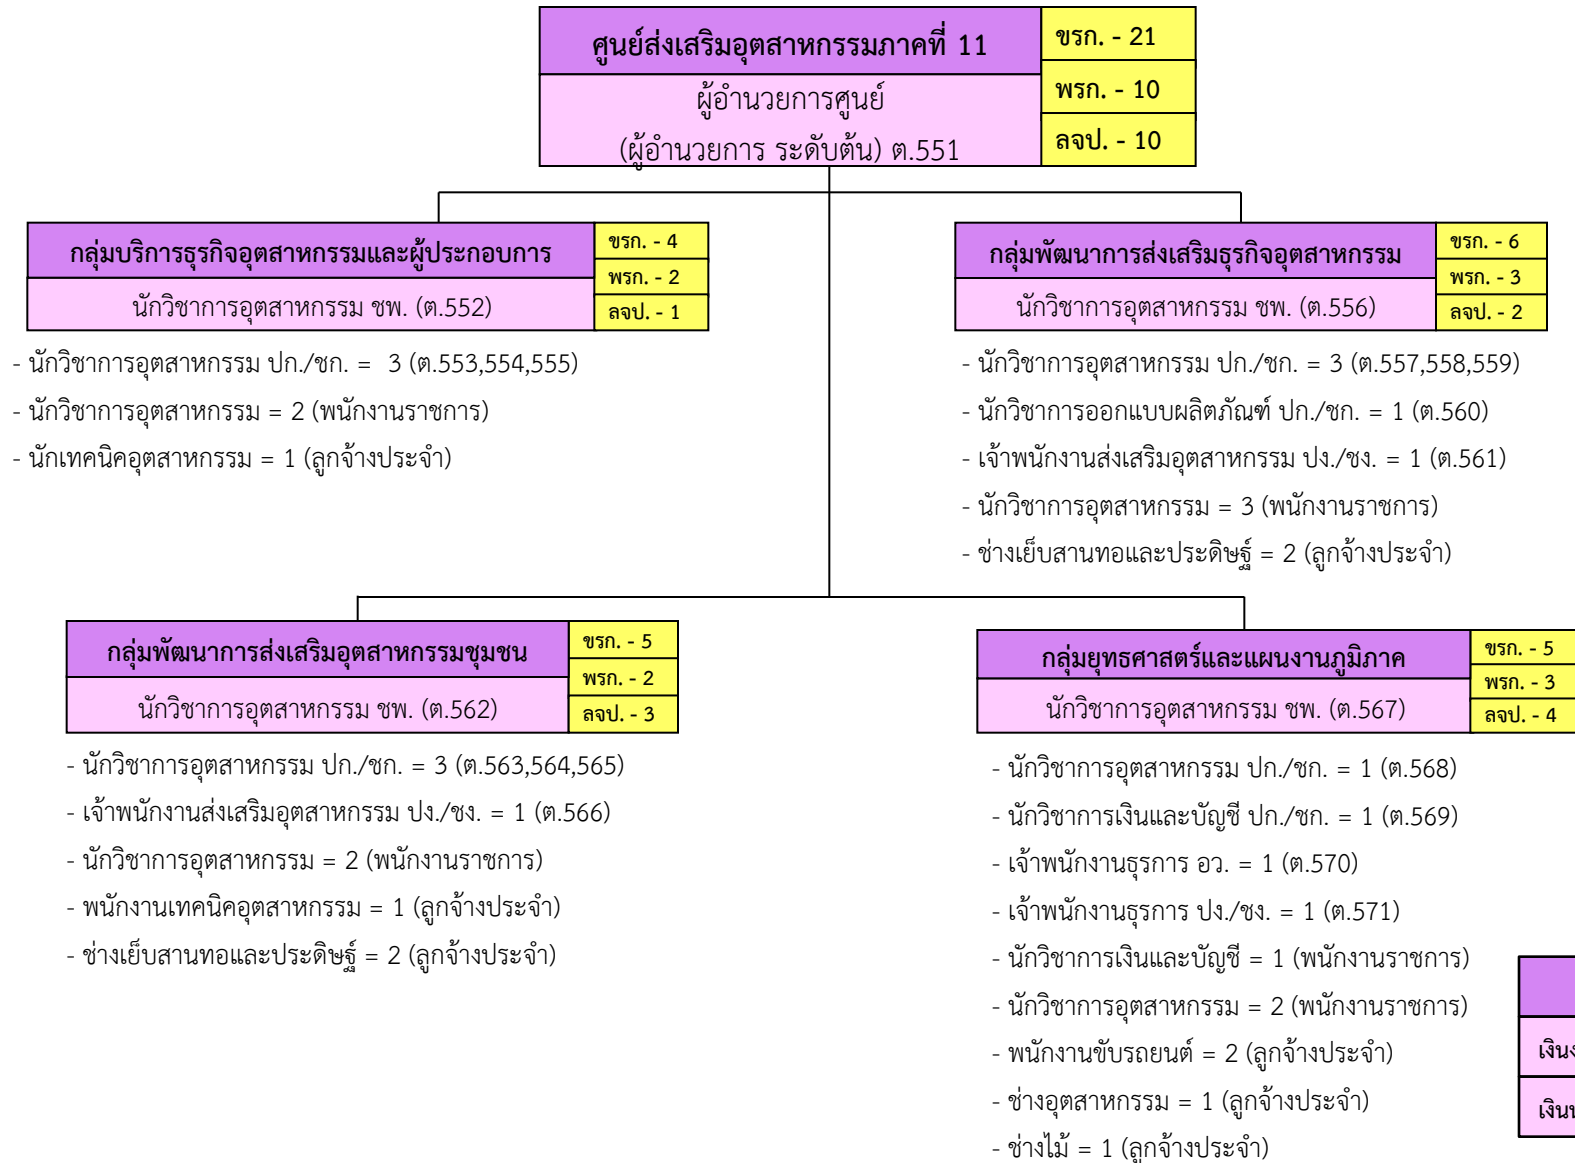 ศูนย์ส่งเสริมอุตสาหกรรมภาคที่ 11
ขรก. - 21
ผู้อำนวยการศูนย์
พรก. - 10
(ผู้อำนวยการ ระดับต้น) ต.551
ลจป. - 10
กลุ่มบริการธุรกิจอุตสาหกรรมและผู้ประกอบการ
ขรก. - 4
พรก. - 2
นักวิชาการอุตสาหกรรม ชพ. (ต.552)
ลจป. - 1
- นักวิชาการอุตสาหกรรม ปก./ชก. = 3 (ต.553,554,555)
- นักวิชาการอุตสาหกรรม = 2 (พนักงานราชการ)
- นักเทคนิคอุตสาหกรรม = 1 (ลูกจ้างประจำ)
กลุ่มพัฒนาการส่งเสริมธุรกิจอุตสาหกรรม
ขรก. - 6
พรก. - 3
นักวิชาการอุตสาหกรรม ชพ. (ต.556)
ลจป. - 2
- นักวิชาการอุตสาหกรรม ปก./ชก. = 3 (ต.557,558,559)
- นักวิชาการออกแบบผลิตภัณฑ์ ปก./ชก. = 1 (ต.560)
- เจ้าพนักงานส่งเสริมอุตสาหกรรม ปง./ชง. = 1 (ต.561)
- นักวิชาการอุตสาหกรรม = 3 (พนักงานราชการ)
- ช่างเย็บสานทอและประดิษฐ์ = 2 (ลูกจ้างประจำ)
กลุ่มพัฒนาการส่งเสริมอุตสาหกรรมชุมชน
ขรก. - 5
พรก. - 2
นักวิชาการอุตสาหกรรม ชพ. (ต.562)
ลจป. - 3
- นักวิชาการอุตสาหกรรม ปก./ชก. = 3 (ต.563,564,565)
- เจ้าพนักงานส่งเสริมอุตสาหกรรม ปง./ชง. = 1 (ต.566)
- นักวิชาการอุตสาหกรรม = 2 (พนักงานราชการ)
- พนักงานเทคนิคอุตสาหกรรม = 1 (ลูกจ้างประจำ)
- ช่างเย็บสานทอและประดิษฐ์ = 2 (ลูกจ้างประจำ)
กลุ่มยุทธศาสตร์และแผนงานภูมิภาค
ขรก. - 5
พรก. - 3
นักวิชาการอุตสาหกรรม ชพ. (ต.567)
ลจป. - 4
- นักวิชาการอุตสาหกรรม ปก./ชก. = 1 (ต.568)
- นักวิชาการเงินและบัญชี ปก./ชก. = 1 (ต.569)
- เจ้าพนักงานธุรการ อว. = 1 (ต.570)
- เจ้าพนักงานธุรการ ปง./ชง. = 1 (ต.571)
- นักวิชาการเงินและบัญชี = 1 (พนักงานราชการ)
- นักวิชาการอุตสาหกรรม = 2 (พนักงานราชการ)
- พนักงานขับรถยนต์ = 2 (ลูกจ้างประจำ)
- ช่างอุตสาหกรรม = 1 (ลูกจ้างประจำ)
- ช่างไม้ = 1 (ลูกจ้างประจำ)